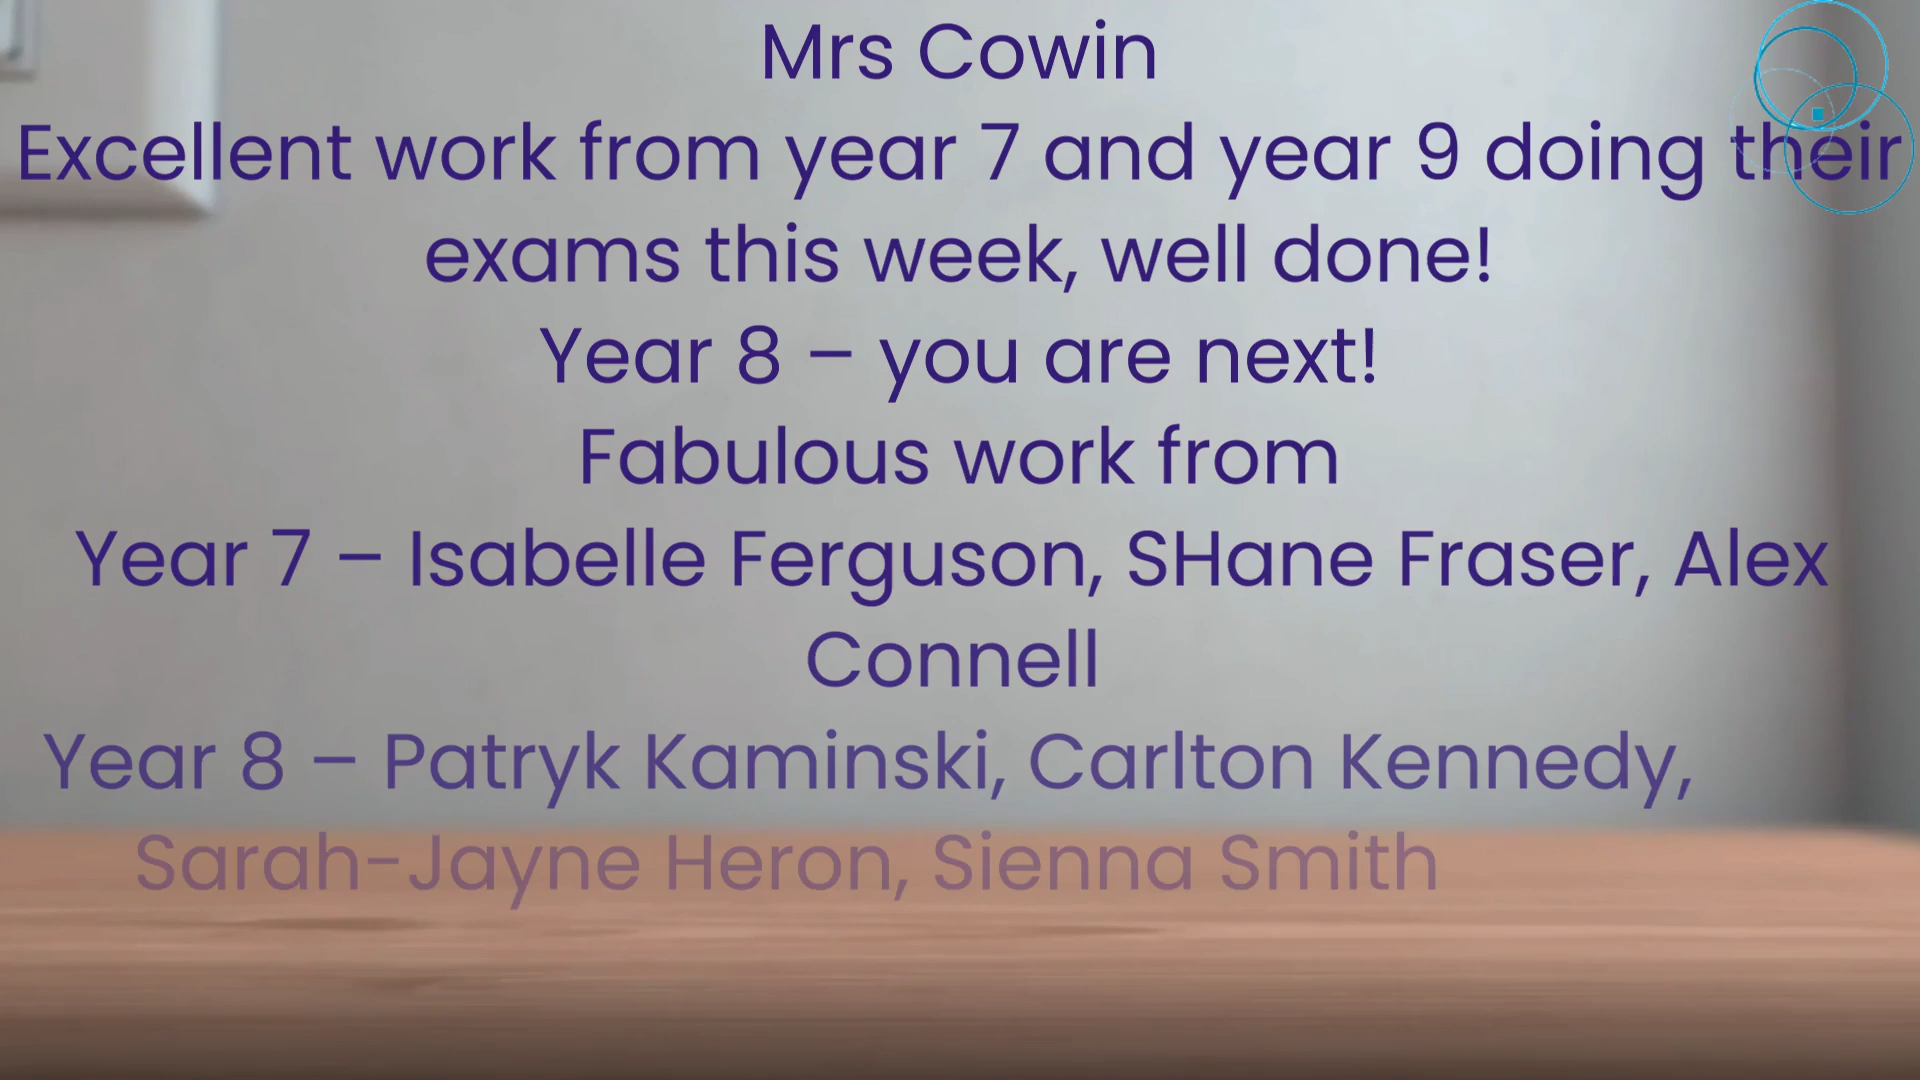 Mrs Cowin
Excellent work from year 7 and year 9 doing their
exams this week, well done!
Year 8 – you are next!
Fabulous work from
Year 7 – Isabelle Ferguson, SHane Fraser, Alex
Connell
Year 8 – Patryk Kaminski, Carlton Kennedy,
Sarah-Jayne Heron, Sienna Smith